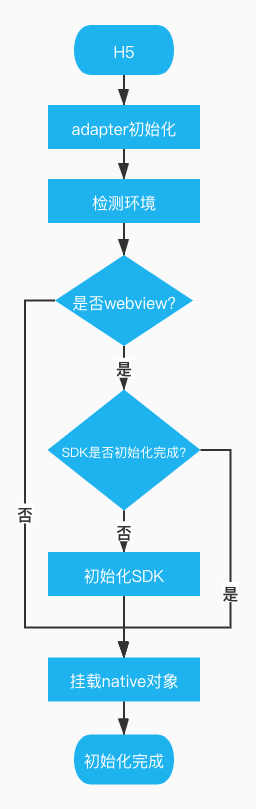 H5
adapter初始化
检测环境
是否webview?
是
SDK是否初始化完成?
否
否
初始化SDK
是
挂载native对象
初始化完成